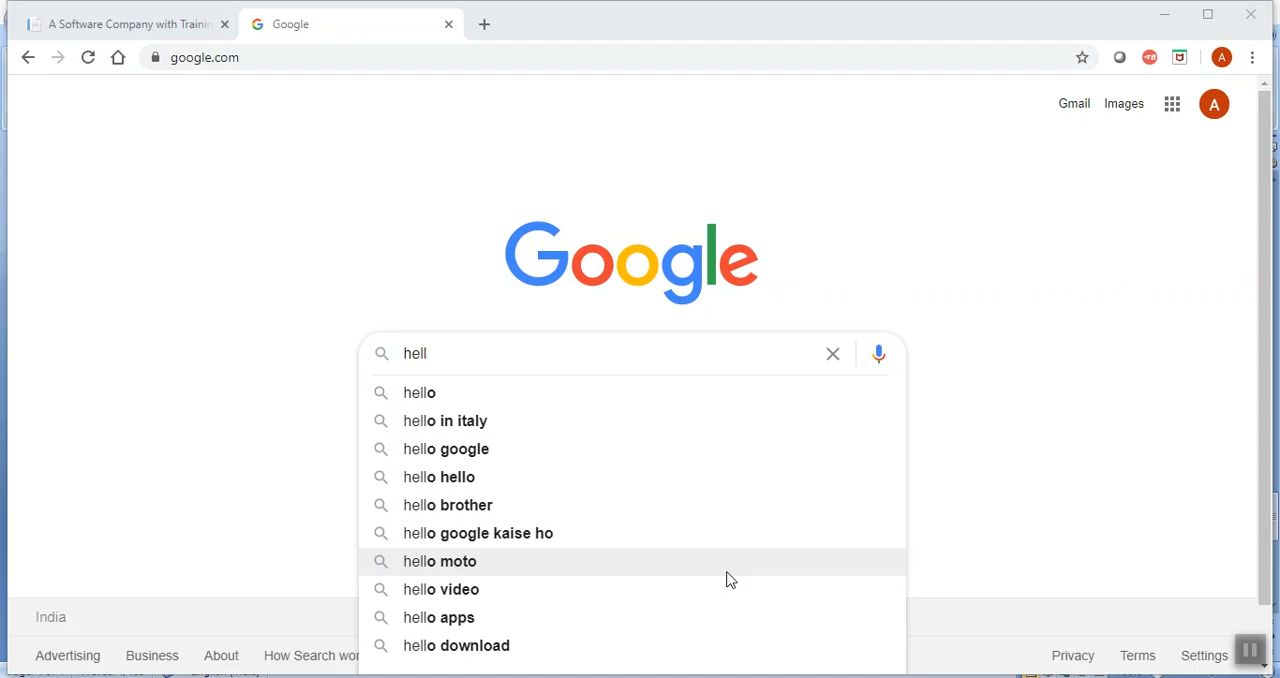 A Software Company with Trainin
Google
google.com
A
Gmail Images A
Google
hell
hello
hello in italy
hello google
hello hello
hello brother
hello google kaise ho
hello moto
hello video
hello apps
hello download
India
Advertising Business About How Search wor
Privacy Terms Settings